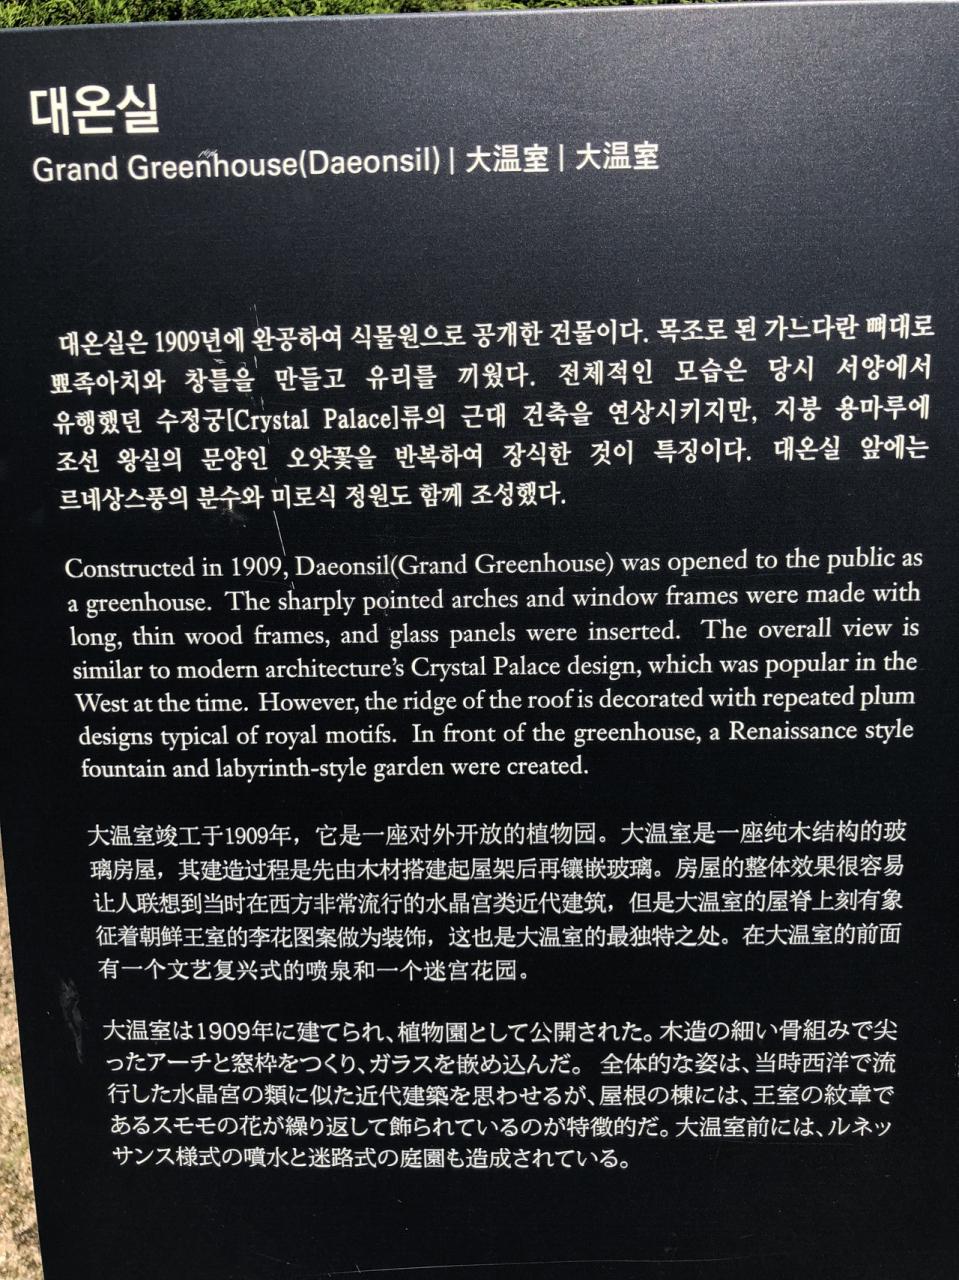 대온실
Grand Greenhouse(Daeonsil) | 大温室 | 大温室
대온실은 1909년에 완공하여 식물원으로 공개한 건물이다. 목조로 된 가느다란 뼈대로
뾰족아치와 창틀을 만들고 유리를 끼웠다. 전체적인 모습은 당시 서양에서
유행했던 수정궁[Crystal Palace]류의 근대 건축을 연상시키지만, 지붕 용마루에
조선 왕실의 문양인 오얏꽃을 반복하여 장식한 것이 특징이다. 대온실 앞에는
르네상스풍의 분수와 미로식 정원도 함께 조성했다.
Constructed in 1909, Daeonsil(Grand Greenhouse) was opened to the public as
a greenhouse. The sharply pointed arches and window frames were made with
long, thin wood frames, and glass panels were inserted. The overall view is
similar to modern architecture's Crystal Palace design, which was popular in the
West at the time. However, the ridge of the roof is decorated with repeated plum
designs typical of royal motifs. In front of the greenhouse, a Renaissance style
fountain and labyrinth-style garden were created.
大温室竣工于1909年，它是一座对外开放的植物园。大温室是一座纯木结构的玻
璃房屋，其建造过程是先由木材搭建起屋架后再镶嵌玻璃。房屋的整体效果很容易
让人联想到当时在西方非常流行的水晶宫类近代建筑，但是大温室的屋脊上刻有象
征着朝鲜王室的李花图案做为装饰，这也是大温室的最独特之处。在大温室的前面
有一个文艺复兴式的喷泉和一个迷宫花园。
大温室は1909年に建てられ、植物園として公開された。木造の細い骨組みで尖
ったアーチと窓枠をつくり、ガラスを嵌め込んだ。 全体的な姿は、当時西洋で流
行した水晶宮の類に似た近代建築を思わせるが、屋根の棟には、王室の紋章で
あるスモモの花が繰り返して飾られているのが特徴的だ。大温室前には、ルネッ
サンス様式の噴水と迷路式の庭園も造成されている。